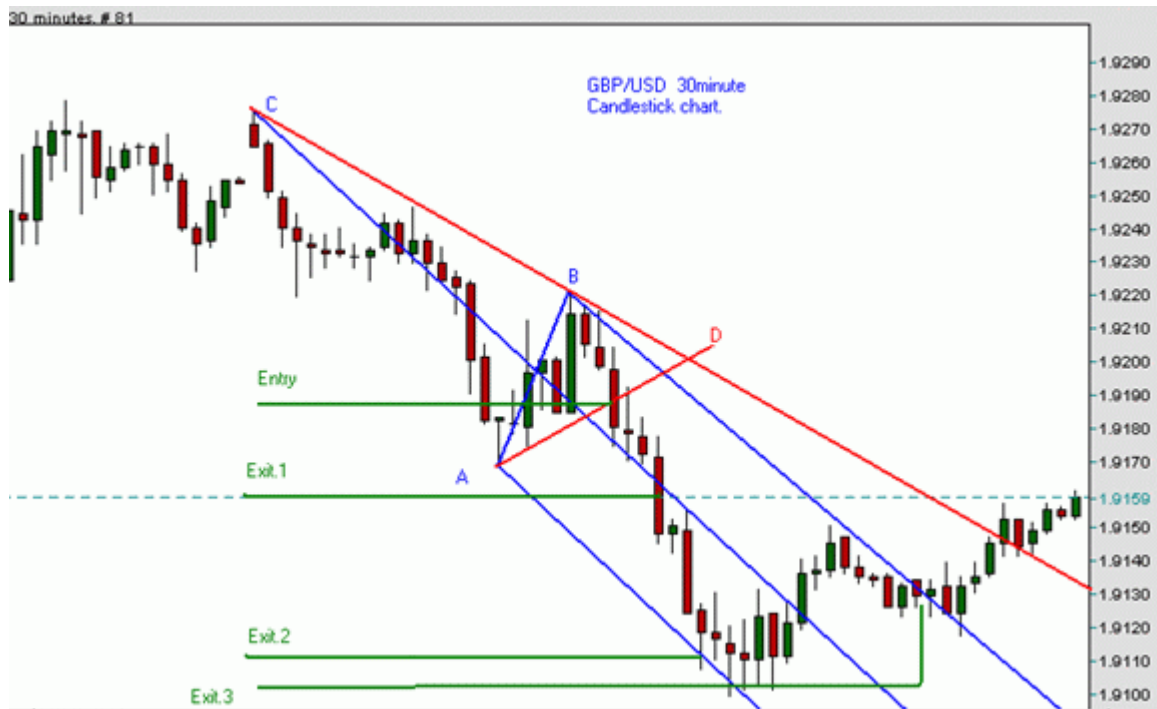 30 minutes. # 81
GBP/USD 30minute
Candlestick chart.
C
B
D
A
Entry
Exit.1
Exit.2
Exit.3
1.9290
1.9280
1.9270
1.9260
1.9250
1.9240
1.9230
1.9220
1.9210
1.9200
1.9190
1.9180
1.9170
1.9159
1.9150
1.9140
1.9130
1.9120
1.9110
1.9100